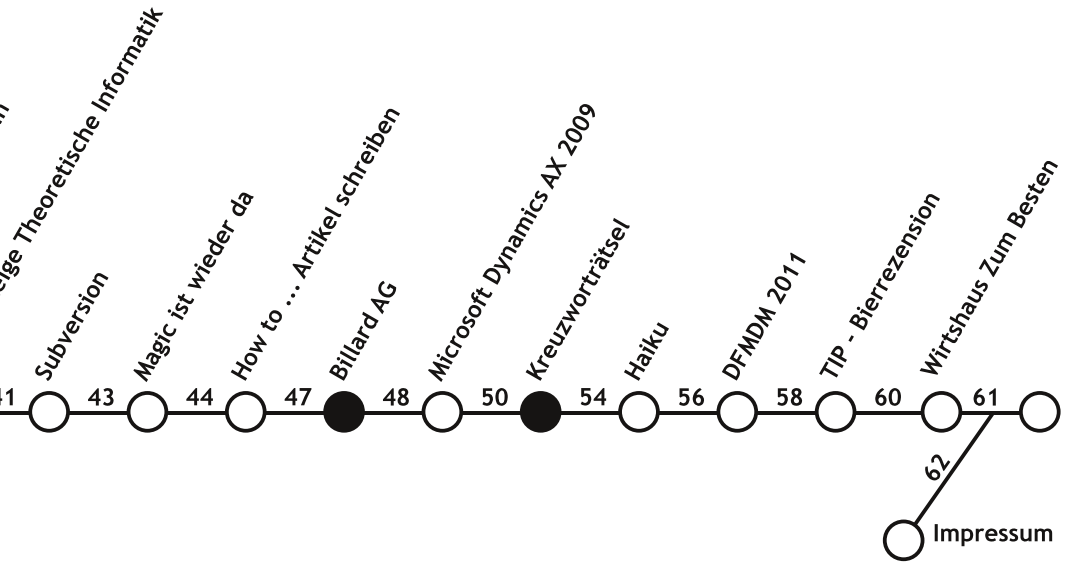 Theoretische Informatik
Subversion
Magic ist wieder da
How to ... Artikel schreiben
Billard AG
Microsoft Dynamics AX 2009
Kreuzworträtsel
Haiku
DFMDM 2011
TIP - Bierrezension
Wirtshaus Zum Besten
43 44 47 48 50 54 56 58 60 61
62
Impressum